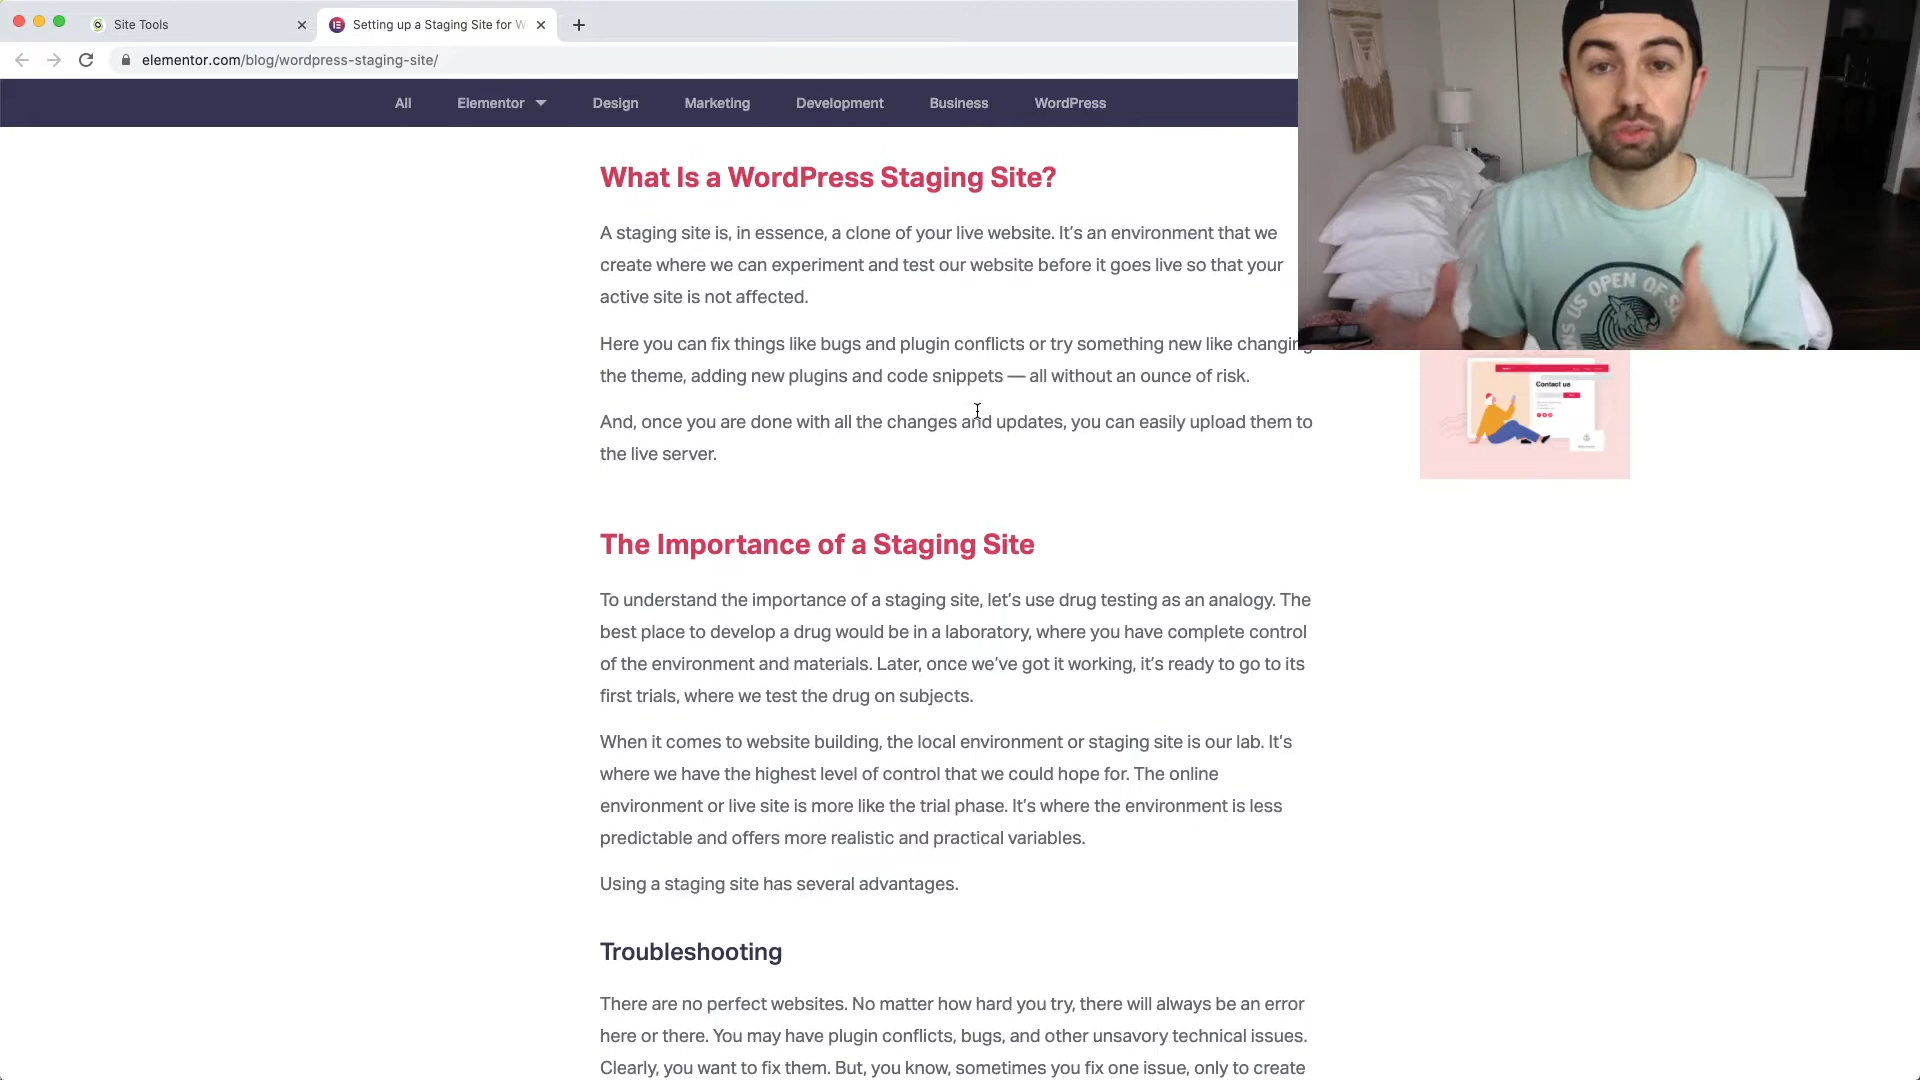 Site Tools
Setting up a Staging Site for W
elementor.com/blog/wordpress-staging-site/
All Elementor Design Marketing Development Business WordPress
What Is a WordPress Staging Site?
A staging site is, in essence, a clone of your live website. It’s an environment that we
create where we can experiment and test our website before it goes live so that your
active site is not affected.
Here you can fix things like bugs and plugin conflicts or try something new like changing
the theme, adding new plugins and code snippets — all without an ounce of risk.
And, once you are done with all the changes and updates, you can easily upload them to
the live server.
US OPEN OF
Contact us
The Importance of a Staging Site
To understand the importance of a staging site, let’s use drug testing as an analogy. The
best place to develop a drug would be in a laboratory, where you have complete control
of the environment and materials. Later, once we’ve got it working, it’s ready to go to its
first trials, where we test the drug on subjects.
When it comes to website building, the local environment or staging site is our lab. It’s
where we have the highest level of control that we could hope for. The online
environment or live site is more like the trial phase. It’s where the environment is less
predictable and offers more realistic and practical variables.
Using a staging site has several advantages.
Troubleshooting
There are no perfect websites. No matter how hard you try, there will always be an error
here or there. You may have plugin conflicts, bugs, and other unsavory technical issues.
Clearly, you want to fix them. But, you know, sometimes you fix one issue, only to create